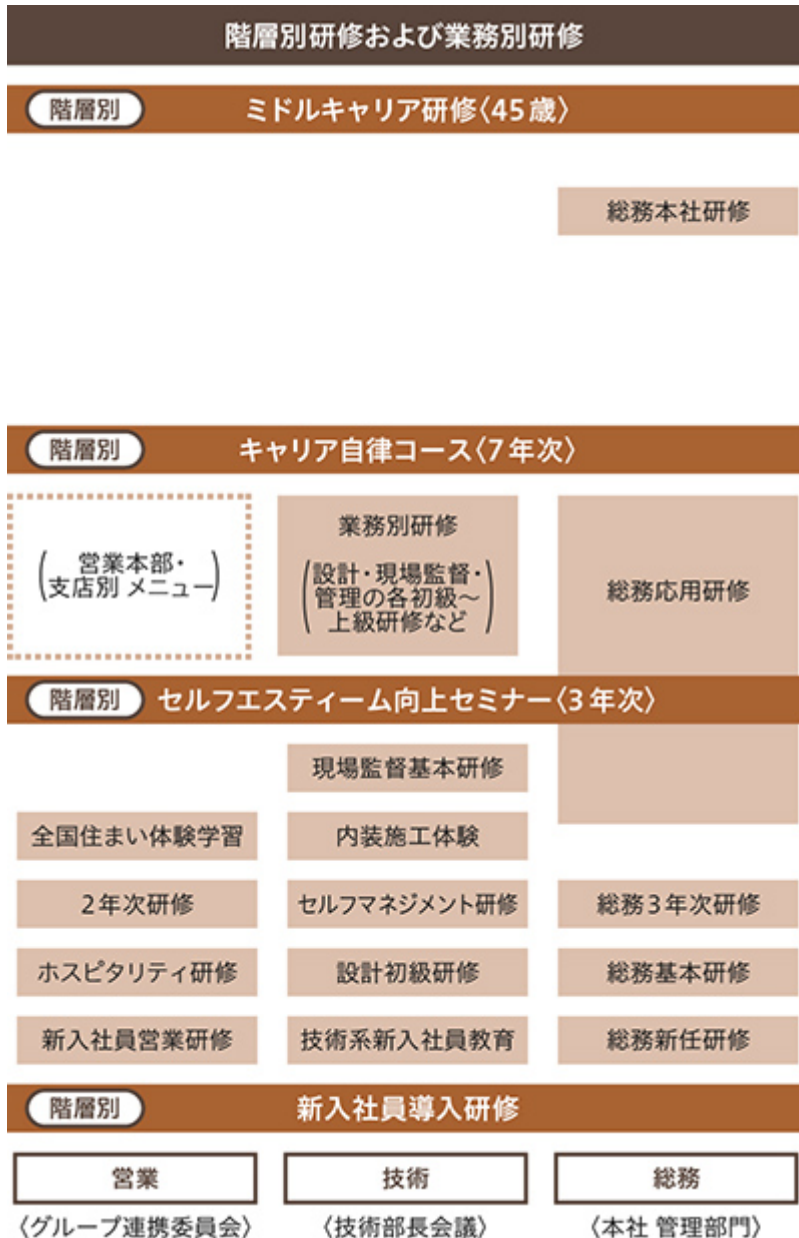 階層別研修および業務別研修
階層別 ミドルキャリア研修〈45歳〉
総務本社研修
階層別 キャリア自律コース〈7年次〉
(営業本部・
支店別 メニュー)
業務別研修
(設計・現場監督・
管理の各初級～
上級研修など)
総務応用研修
階層別 セルフエスティーム向上セミナー〈3年次〉
現場監督基本研修
全国住まい体験学習 内装施工体験
2年次研修 セルフマネジメント研修 総務3年次研修
ホスピタリティ研修 設計初級研修 総務基本研修
新入社員営業研修 技術系新入社員教育 総務新任研修
階層別 新入社員導入研修
営業 技術 総務
〈グループ連携委員会〉 〈技術部長会議〉 〈本社 管理部門〉